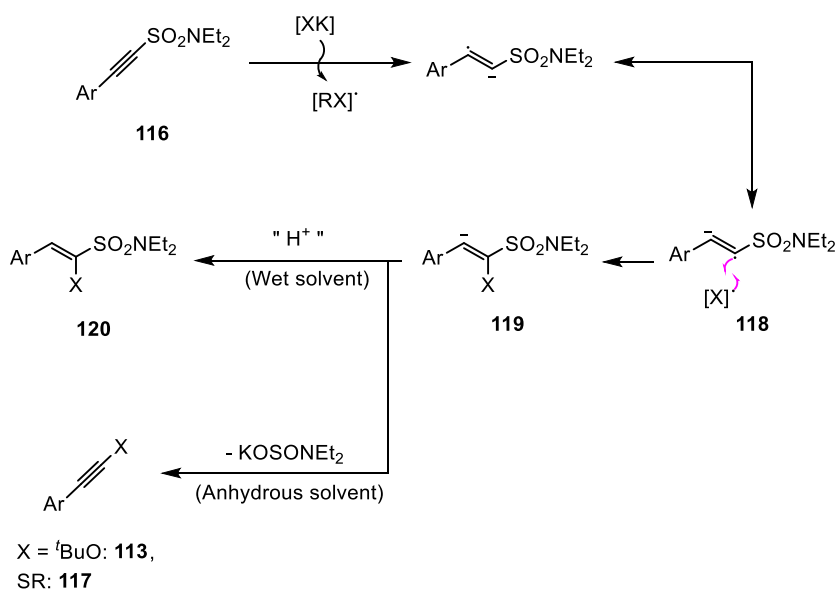 [XK]
SO₂NEt₂
Ar
[RX]˙
116
Ar
SO₂NEt₂
Ar
SO₂NEt₂
X
120
" H⁺ "
(Wet solvent)
Ar
SO₂NEt₂
X
119
Ar
SO₂NEt₂
[X]˙
118
X
Ar
- KOSONEt₂
(Anhydrous solvent)
X = ᵗBuO: 113,
SR: 117